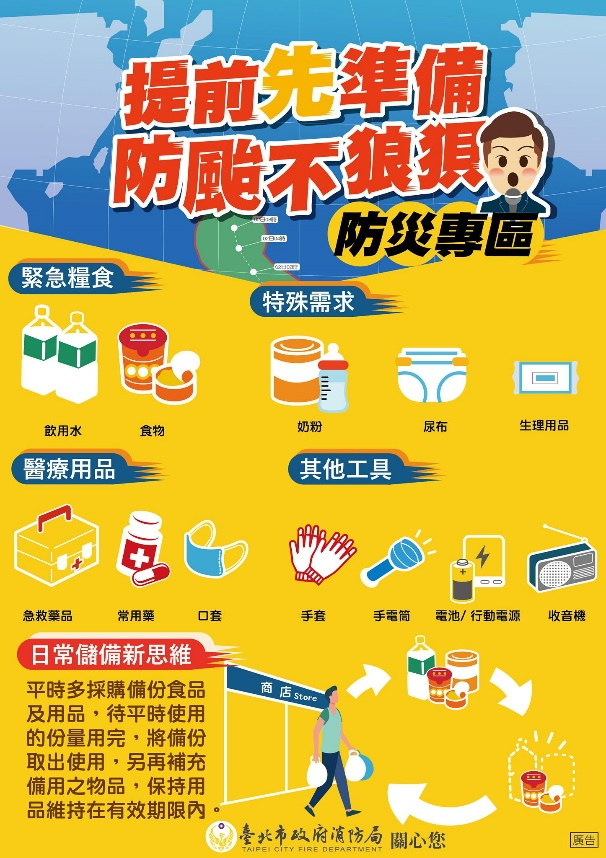 提前先準備
防颱不狼狽
防災專區
緊急糧食
特殊需求
飲用水
食物
奶粉
尿布
生理用品
醫療用品
其他工具
急救藥品
常用藥
口套
手套
手電筒
電池/行動電源
收音機
日常儲備新思維
平時多採購備份食品
及用品，待平時使用
的份量用完，將備份
取出使用，另再補充
備用之物品，保持用
品維持在有效期限內。
商店Store
臺北市政府消防局 關心您
TAIPEI CITY FIRE DEPARTMENT
廣告